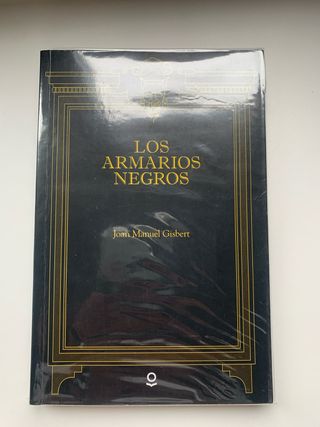 LOS
ARMARIOS
NEGROS
Joan Manuel Gisbert